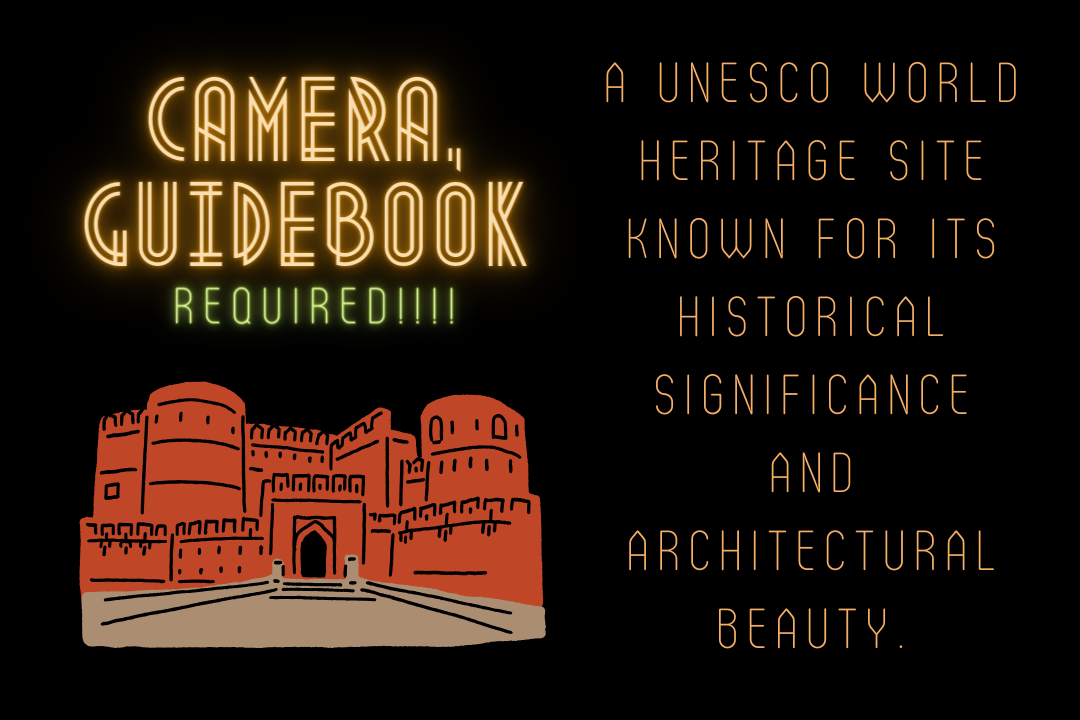 CAMERA,
GUIDEBOOK
REQUIRED!!!!
A UNESCO WORLD
HERITAGE SITE
KNOWN FOR ITS
HISTORICAL
SIGNIFICANCE
AND
ARCHITECTURAL
BEAUTY.